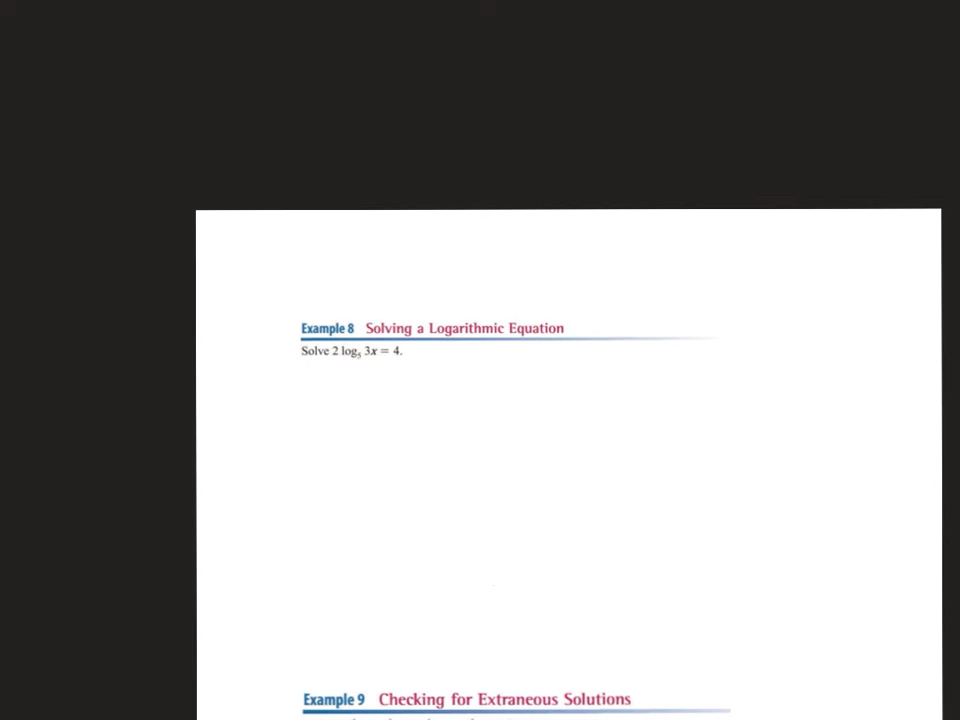 Example 8 Solving a Logarithmic Equation
Solve 2 log₅ 3x = 4.
Example 9 Checking for Extraneous Solutions